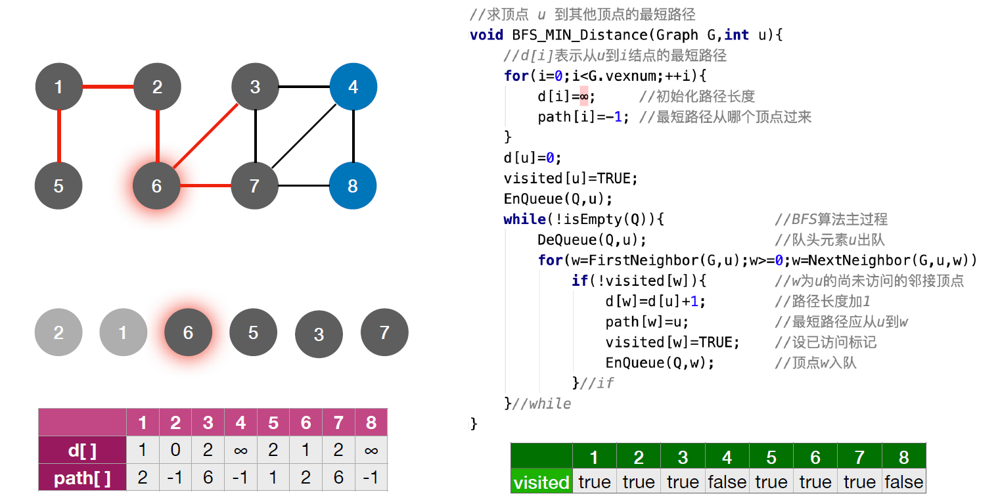 1 2 3 4
5 6 7 8
2 1 6 5 3 7
1 2 3 4 5 6 7 8
d[ ] 1 0 2 ∞ 2 1 2 ∞
path[ ] 2 -1 6 -1 1 2 6 -1
//求顶点 u 到其他顶点的最短路径
void BFS_MIN_Distance(Graph G,int u){
//d[i]表示从u到i结点的最短路径
for(i=0;i<G.vexnum;++i){
d[i]=∞; //初始化路径长度
path[i]=-1; //最短路径从哪个顶点过来
}
d[u]=0;
visited[u]=TRUE;
EnQueue(Q,u);
while(!isEmpty(Q)){ //BFS算法主过程
DeQueue(Q,u); //队头元素u出队
for(w=FirstNeighbor(G,u);w>=0;w=NextNeighbor(G,u,w))
if(!visited[w]){ //w为u的尚未访问的邻接顶点
d[w]=d[u]+1; //路径长度加1
path[w]=u; //最短路径应从u到w
visited[w]=TRUE; //设已访问标记
EnQueue(Q,w); //顶点w入队
}//if
}//while
}
1 2 3 4 5 6 7 8
visited true true true false true true true false